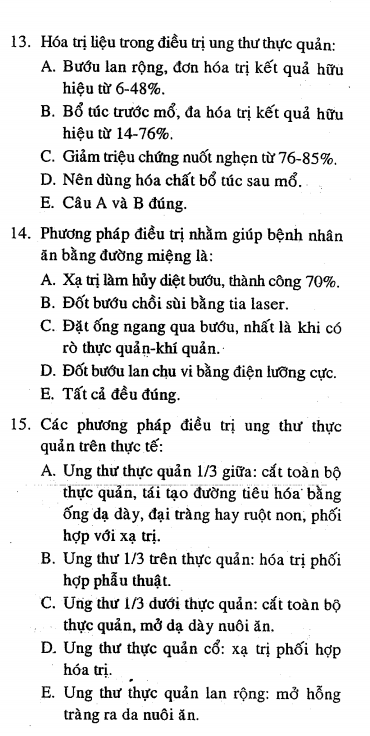 13. Hóa trị liệu trong điều trị ung thư thực quản:
A. Bướu lan rộng, đơn hóa trị kết quả hữu
hiệu từ 6-48%.
B. Bổ túc trước mổ, đa hóa trị kết quả hữu
hiệu từ 14-76%.
C. Giảm triệu chứng nuốt nghẹn từ 76-85%.
D. Nên dùng hóa chất bổ túc sau mổ.
E. Câu A và B đúng.
14. Phương pháp điều trị nhằm giúp bệnh nhân
ăn bằng đường miệng là:
A. Xạ trị làm hủy diệt bướu, thành công 70%.
B. Đốt bướu chồi sùi bằng tia laser.
C. Đặt ống ngang qua bướu, nhất là khi có
rò thực quản-khí quản.
D. Đốt bướu lan chu vi bằng điện lưỡng cực.
E. Tất cả đều đúng.
15. Các phương pháp điều trị ung thư thực
quản trên thực tế:
A. Ung thư thực quản 1/3 giữa: cắt toàn bộ
thực quản, tái tạo đường tiêu hóa bằng
ống dạ dày, đại tràng hay ruột non, phối
hợp với xạ trị.
B. Ung thư 1/3 trên thực quản: hóa trị phối
hợp phẫu thuật.
C. Ung thư 1/3 dưới thực quản: cắt toàn bộ
thực quản, mở dạ dày nuôi ăn.
D. Ung thư thực quản cổ: xạ trị phối hợp
hóa trị.
E. Ung thư thực quản lan rộng: mở hỗng
tràng ra da nuôi ăn.